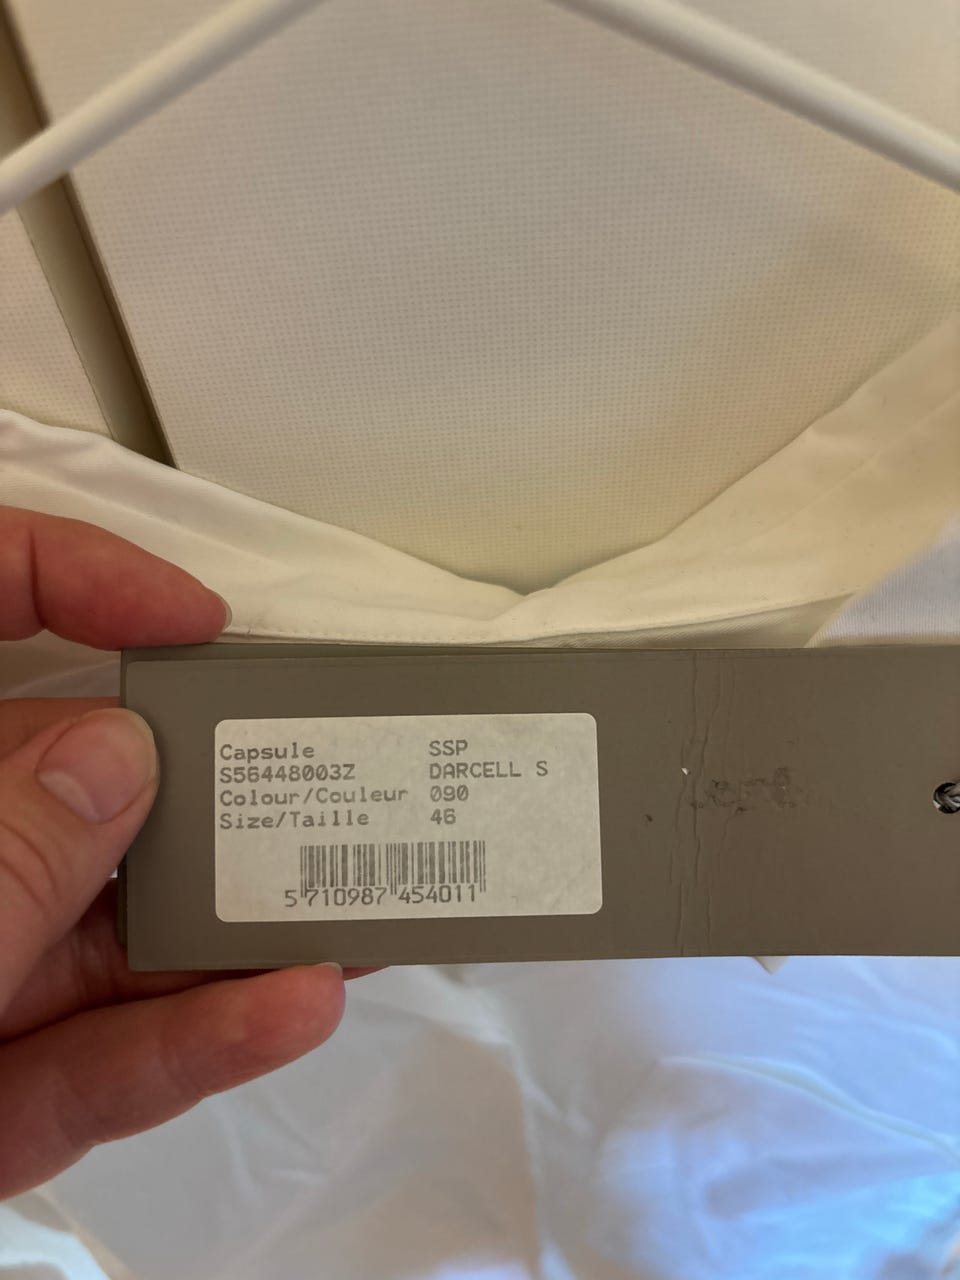 Capsule SSP
S56448003Z DARCELL S
Colour/Couleur 090
Size/Taille 46
5 710987 454011